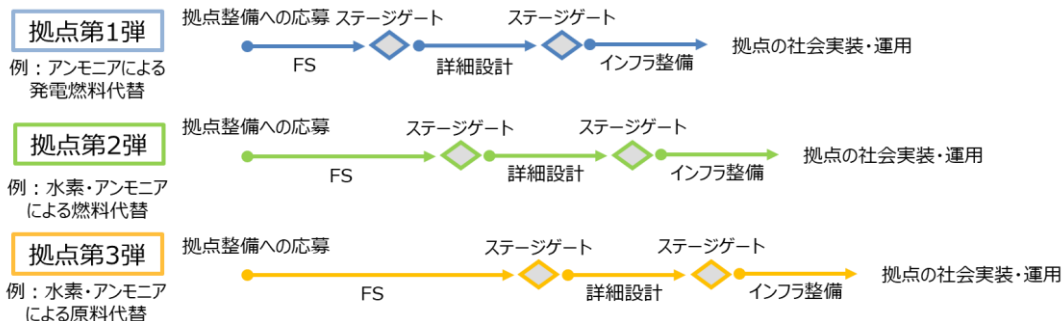 拠点第1弾
例：アンモニアによる
発電燃料代替
拠点整備への応募
ステージゲート
ステージゲート
FS
詳細設計
インフラ整備
拠点の社会実装・運用
拠点第2弾
例：水素・アンモニア
による燃料代替
拠点整備への応募
ステージゲート
ステージゲート
FS
詳細設計
インフラ整備
拠点の社会実装・運用
拠点第3弾
例：水素・アンモニア
による原料代替
拠点整備への応募
ステージゲート
ステージゲート
FS
詳細設計
インフラ整備
拠点の社会実装・運用